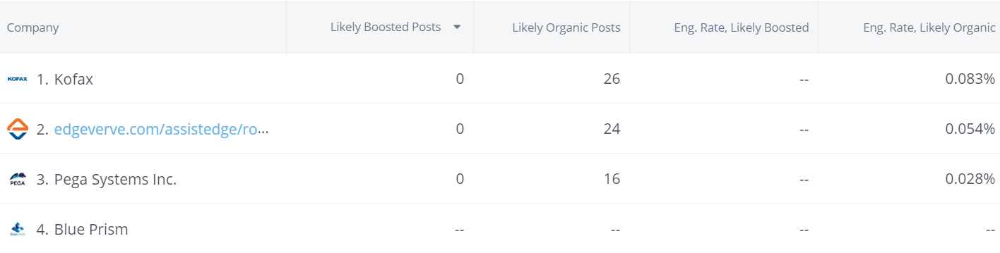 Company Likely Boosted Posts Likely Organic Posts Eng. Rate, Likely Boosted Eng. Rate, Likely Organic
KOFAX 1. Kofax 0 26 -- 0.083%
2. edgeverve.com/assistedge/ro... 0 24 -- 0.054%
PEGA 3. Pega Systems Inc. 0 16 -- 0.028%
4. Blue Prism -- -- -- --